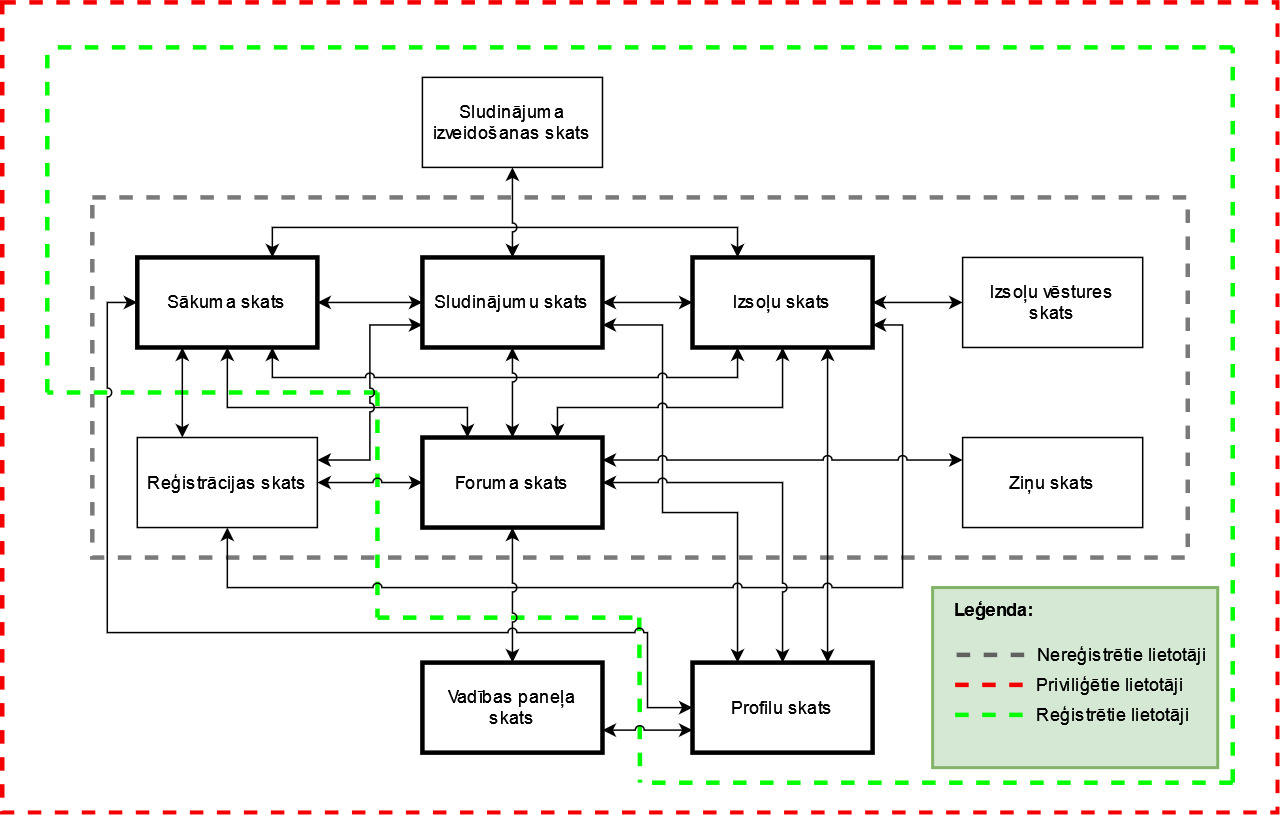 Sludinājuma
izveidošanas skats
Sākuma skats
Sludinājumu skats
Izsoļu skats
Izsoļu vēstures
skats
Reģistrācijas skats
Foruma skats
Ziņu skats
Vadības paneļa
skats
Profilu skats
Leģenda:
Nereģistrētie lietotāji
Priviliģētie lietotāji
Reģistrētie lietotāji